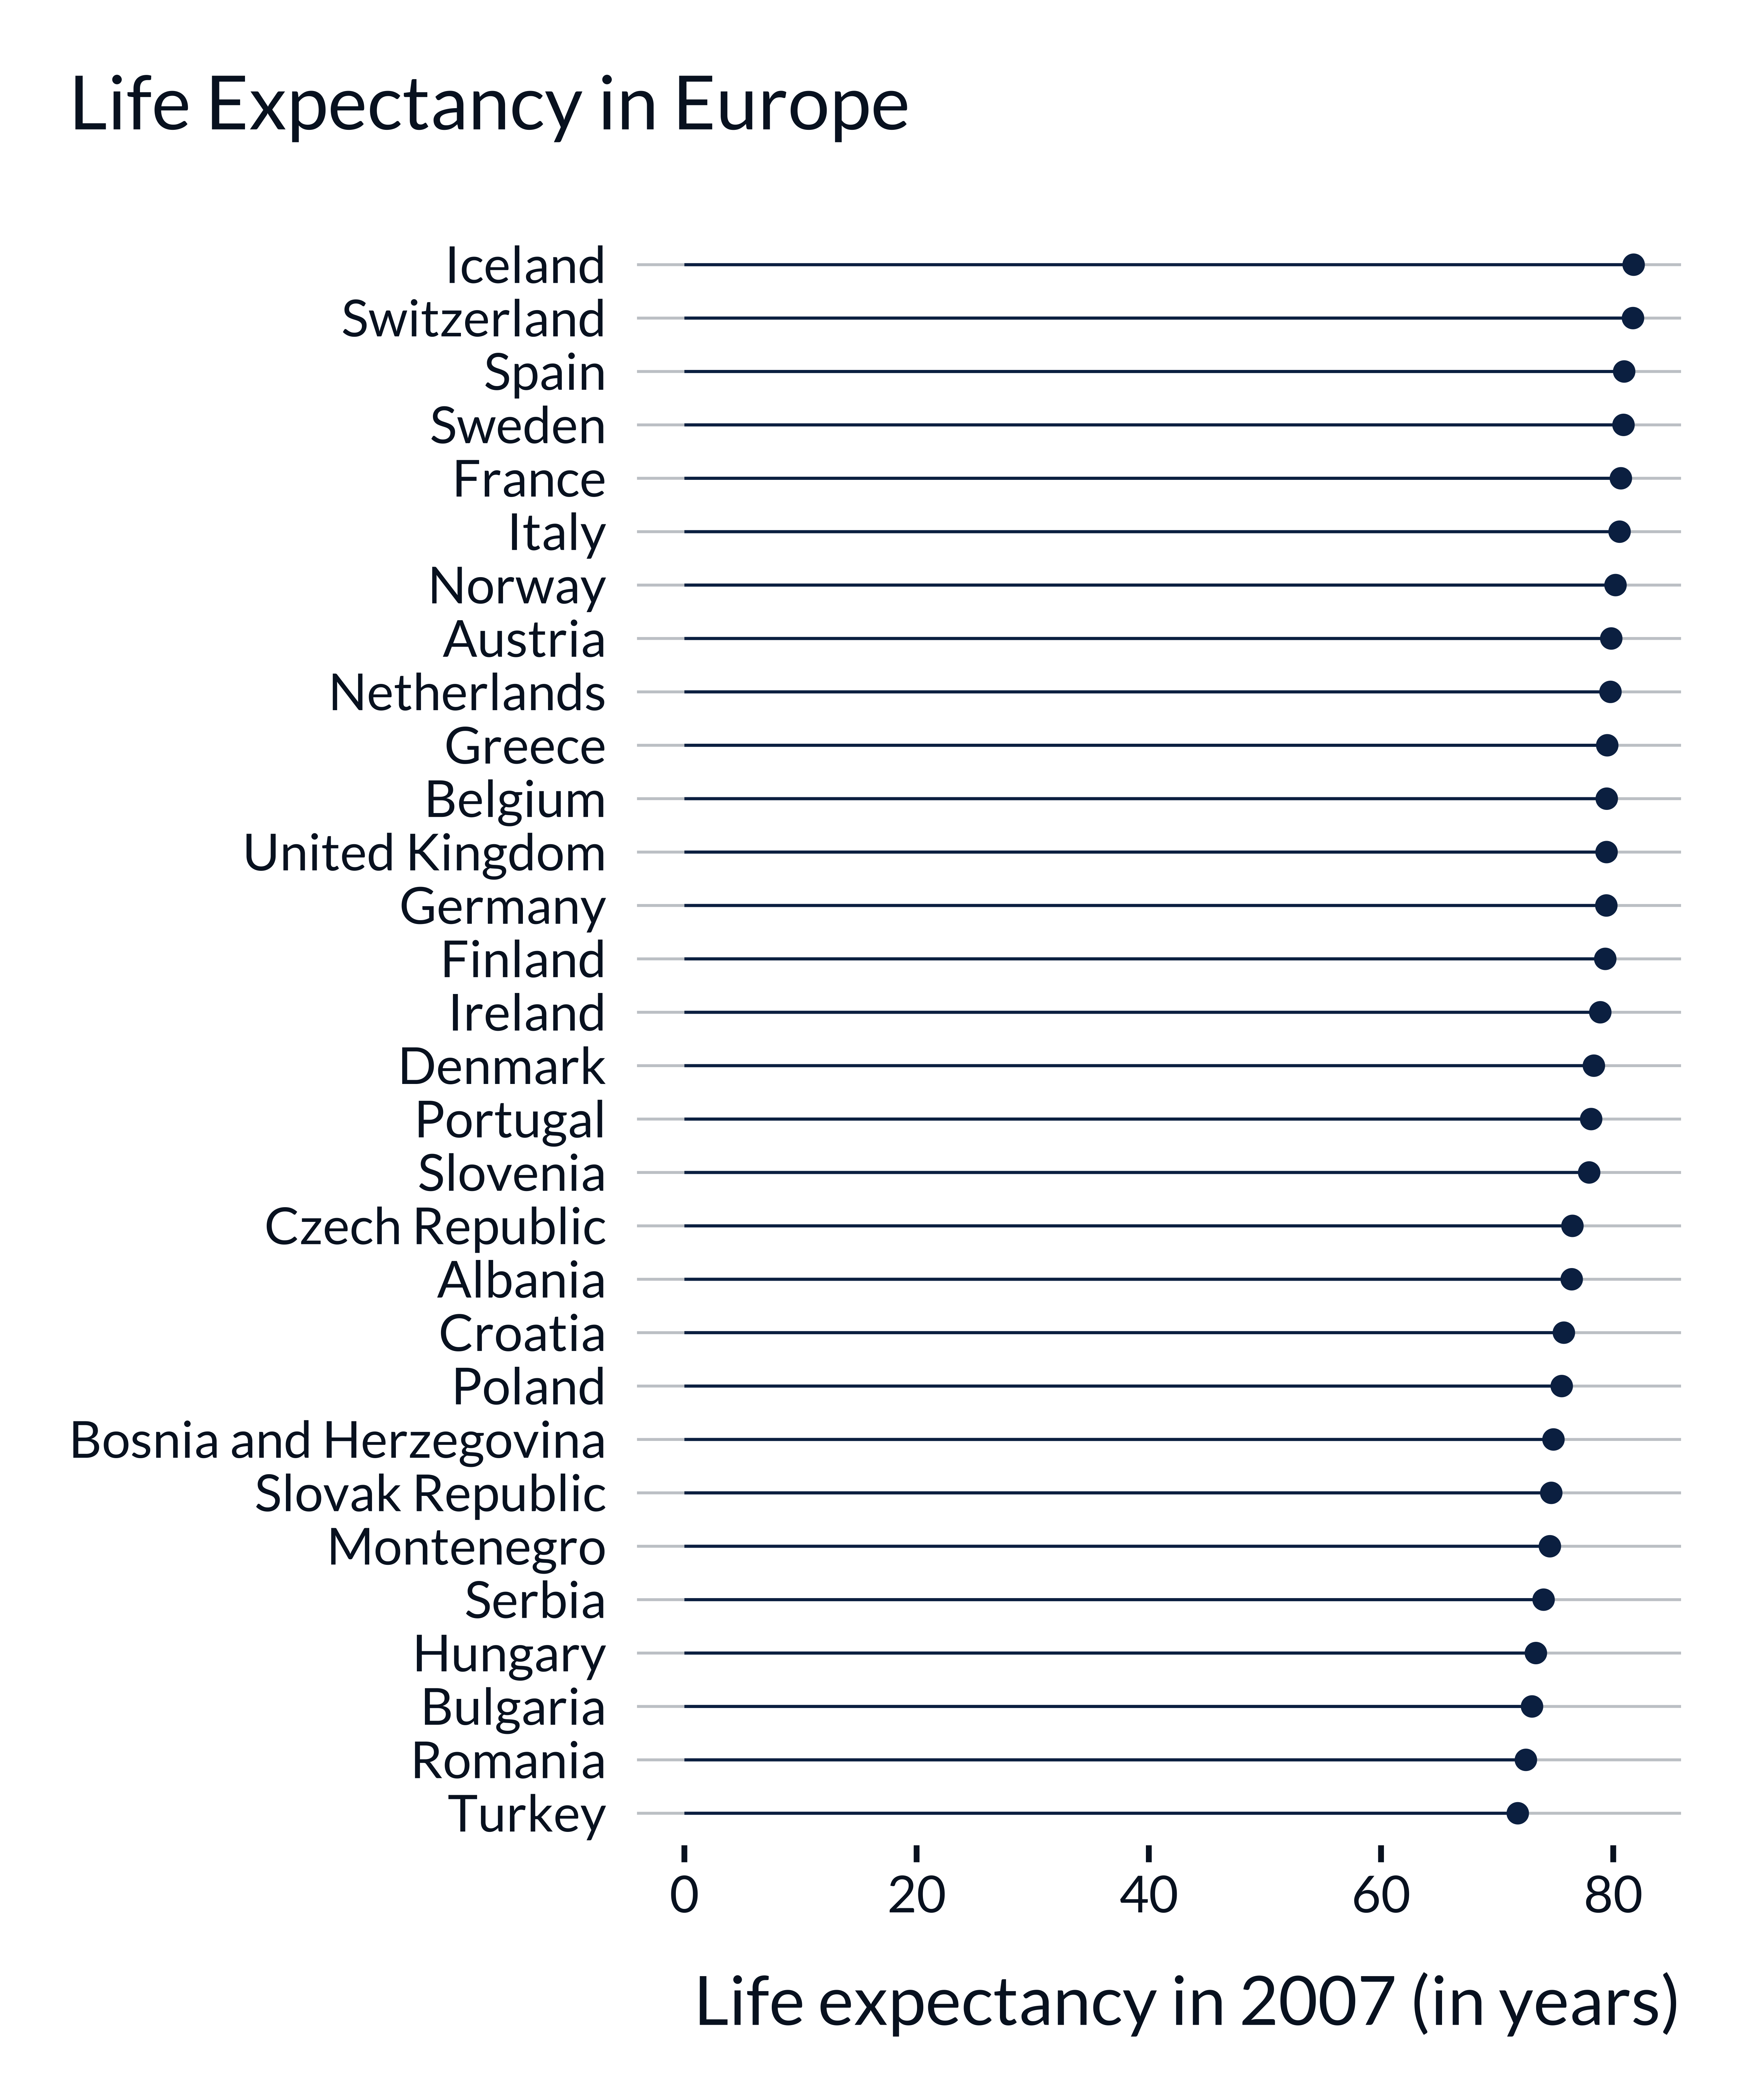 Life Expectancy in Europe
Iceland
Switzerland
Spain
Sweden
France
Italy
Norway
Austria
Netherlands
Greece
Belgium
United Kingdom
Germany
Finland
Ireland
Denmark
Portugal
Slovenia
Czech Republic
Albania
Croatia
Poland
Bosnia and Herzegovina
Slovak Republic
Montenegro
Serbia
Hungary
Bulgaria
Romania
Turkey
0 20 40 60 80
Life expectancy in 2007 (in years)